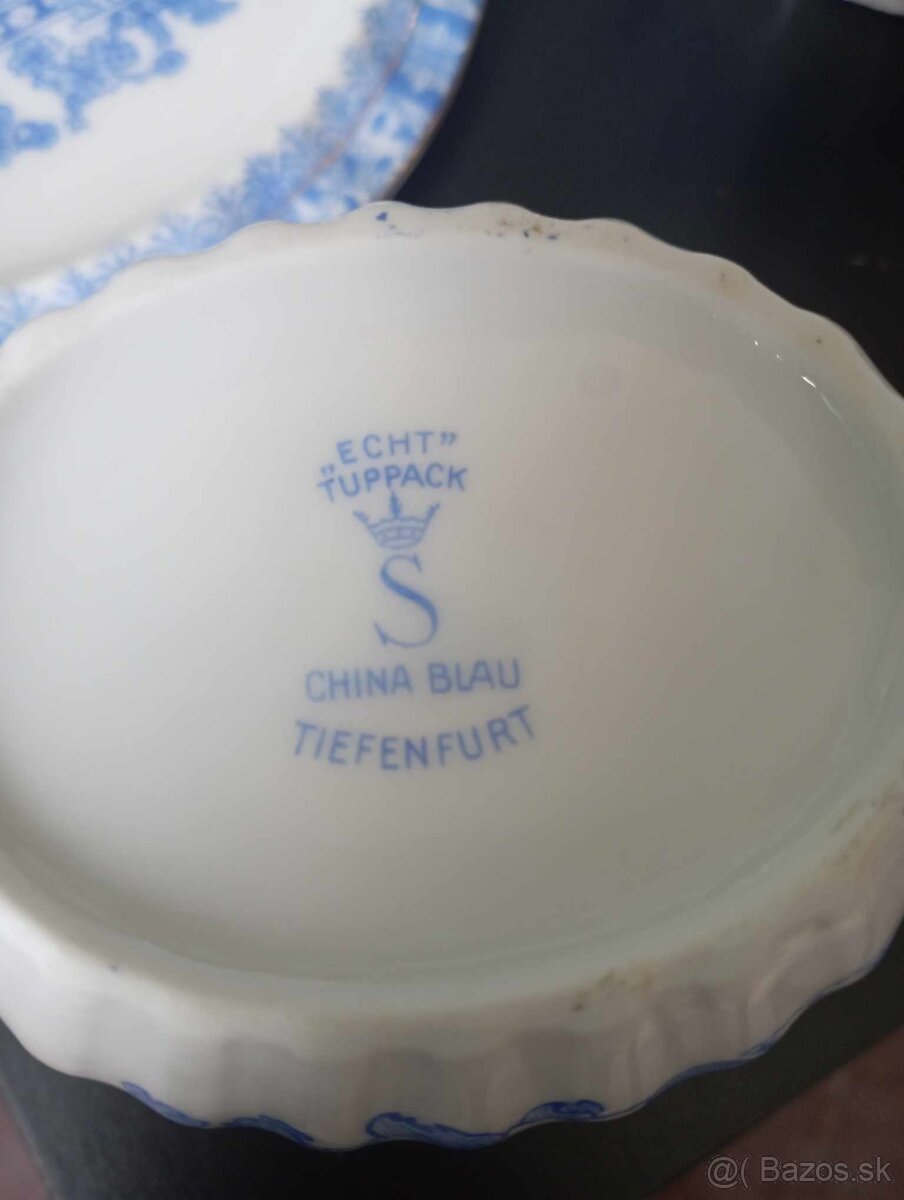 „ECHT”
TUPPACK
S
CHINA BLAU
TIEFENFURT
@( Bazos.sk